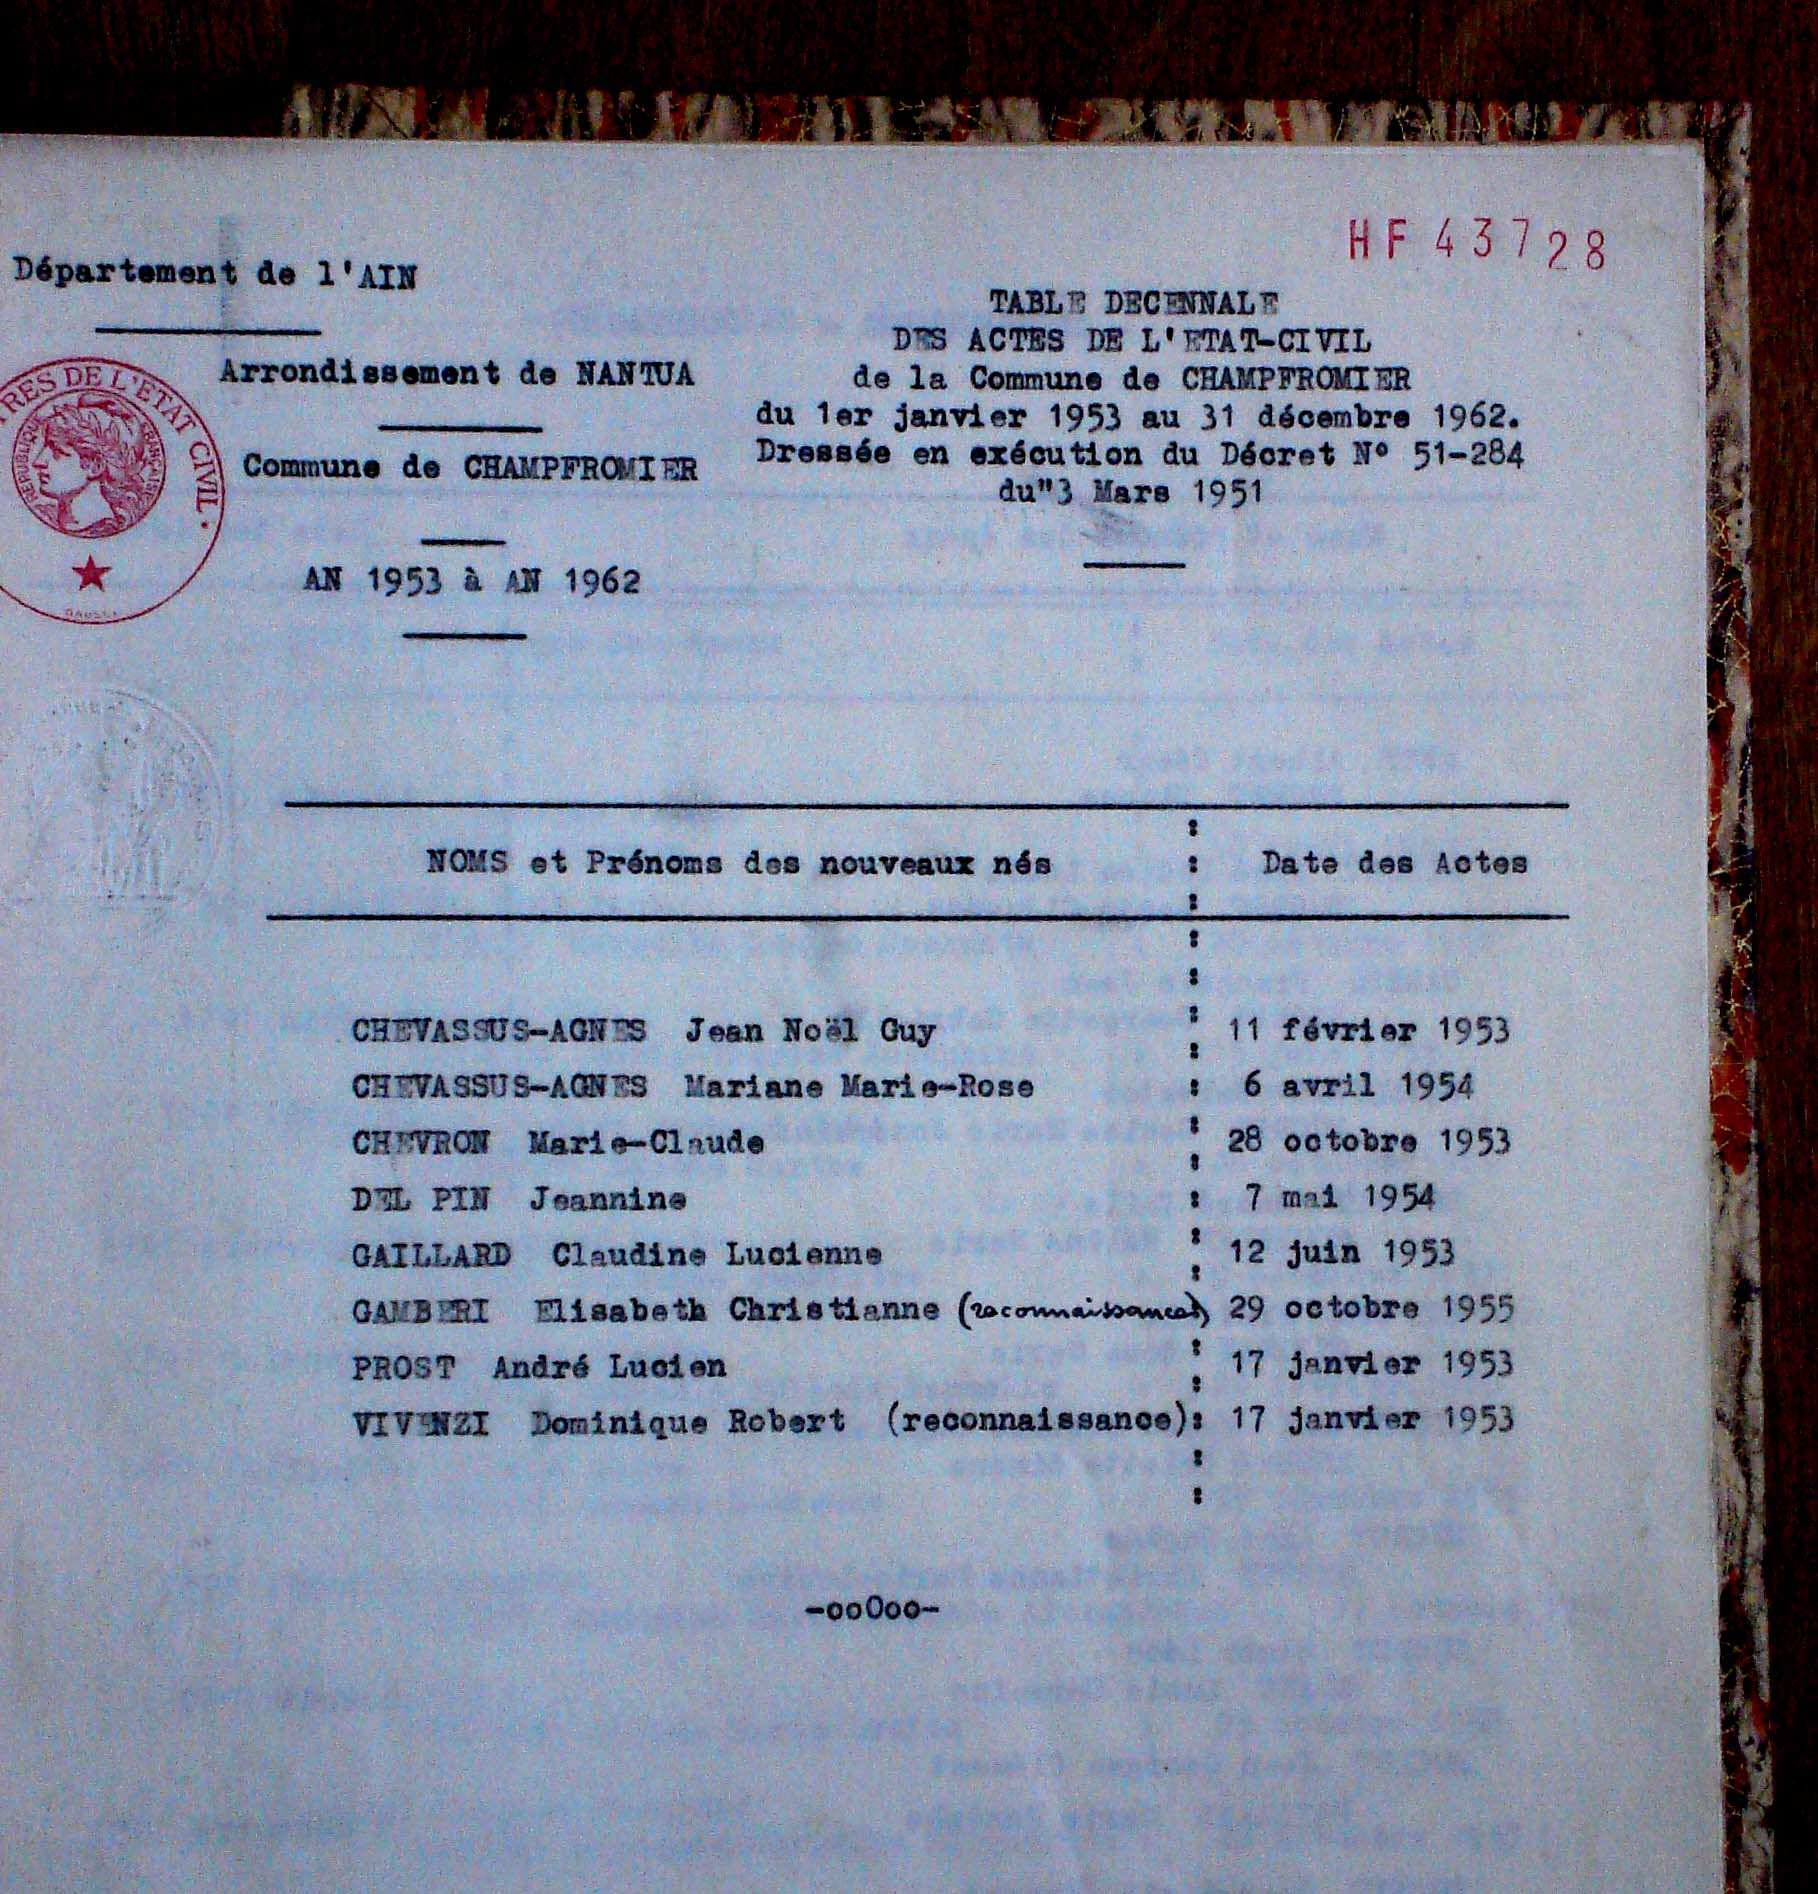 HF 43728
Département de l'AIN
Arrondissement de NANTUA
Commune de CHAMPFROMIER
AN 1953 à AN 1962
TABLE DECENNALE
DES ACTES DE L'ETAT-CIVIL
de la Commune de CHAMPFROMIER
du 1er janvier 1953 au 31 décembre 1962.
Dressée en exécution du Décret Nº 51-284
du"3 Mars 1951
TRES DE L'ETAT CIVIL.
REPUBLIQUE FRANÇAISE
NOMS et Prénoms des nouveaux nés : Date des Actes
CHEVASSUS-AGNES Jean Noël Guy : 11 février 1953
CHEVASSUS-AGNES Mariane Marie-Rose : 6 avril 1954
CHEVRON Marie-Claude : 28 octobre 1953
DEL PIN Jeannine : 7 mai 1954
GAILLARD Claudine Lucienne : 12 juin 1953
GAMBERI Elisabeth Christianne (reconnaissance) 29 octobre 1955
PROST André Lucien : 17 janvier 1953
VIVENZI Dominique Robert (reconnaissance): 17 janvier 1953
-ooOoo-